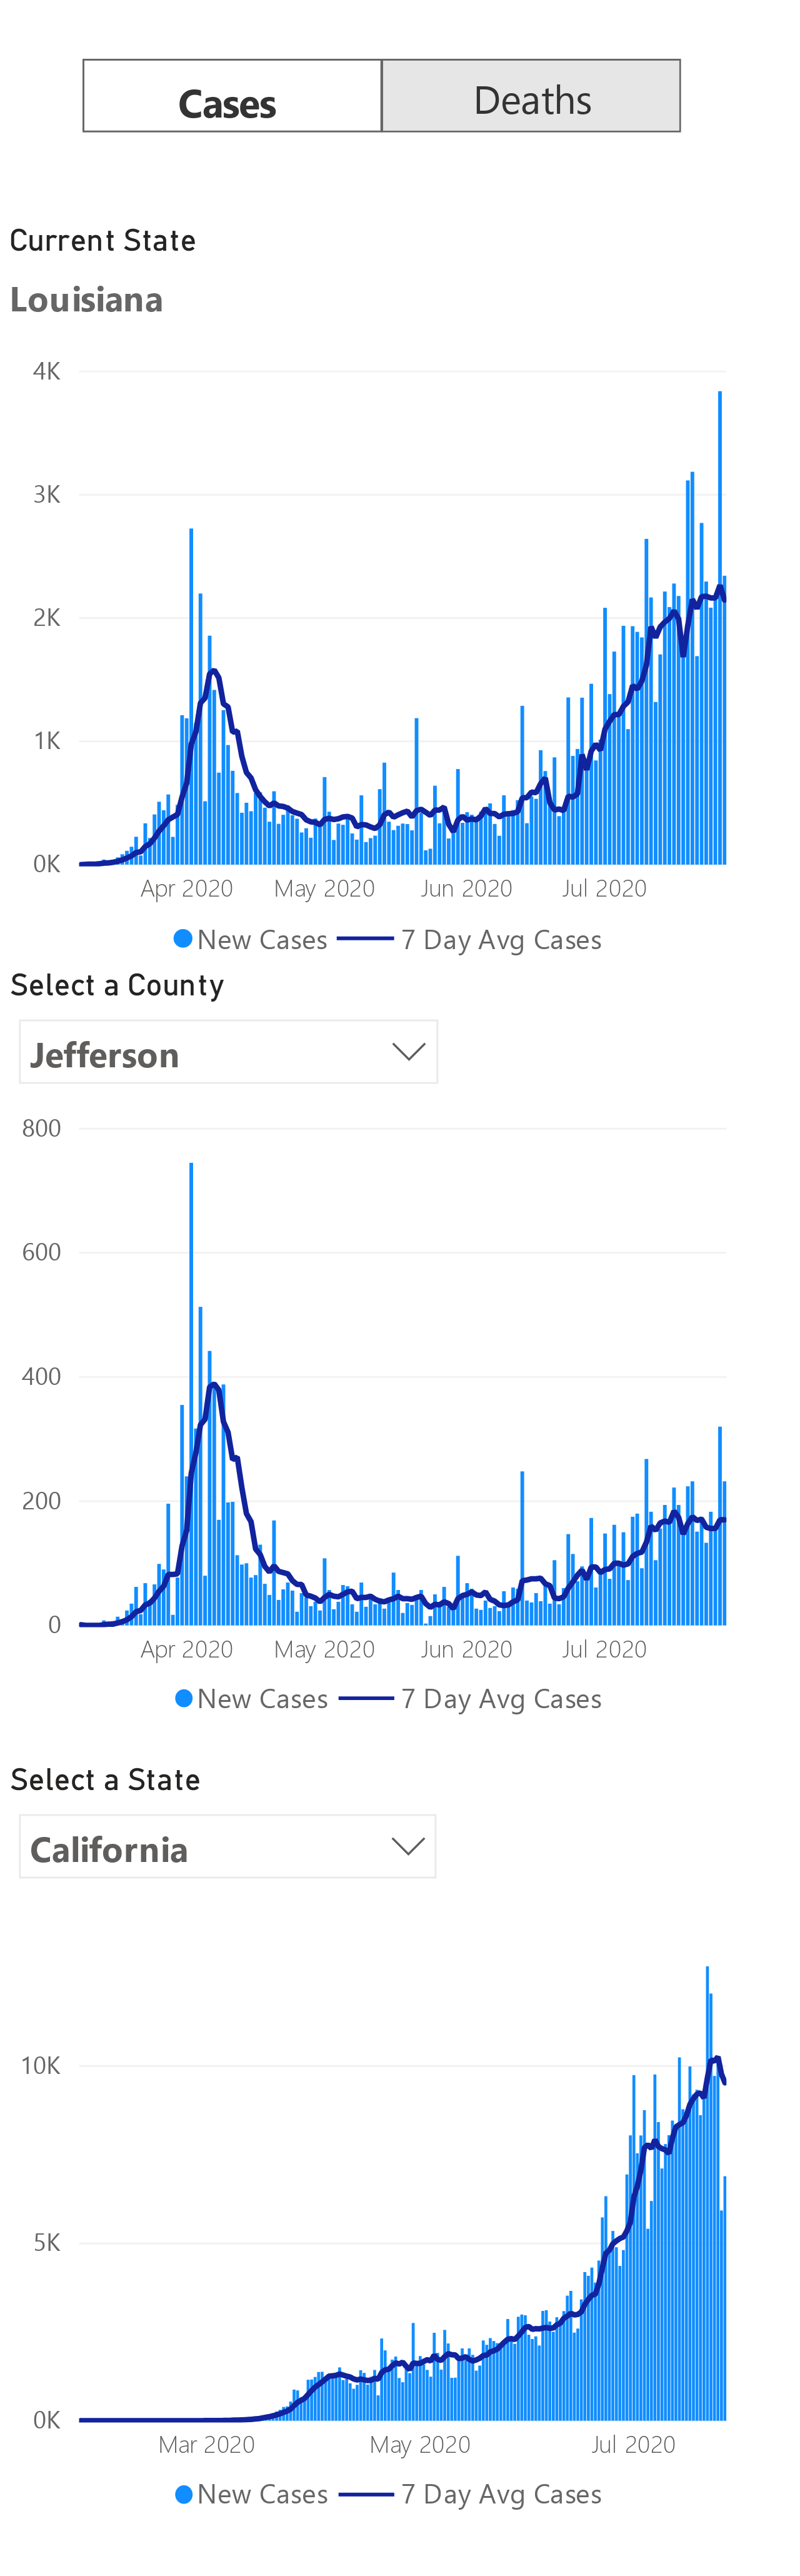 Cases Deaths
Current State
Louisiana
4K
3K
2K
1K
0K
Apr 2020 May 2020 Jun 2020 Jul 2020
New Cases 7 Day Avg Cases
Select a County
Jefferson
800
600
400
200
0
Apr 2020 May 2020 Jun 2020 Jul 2020
New Cases 7 Day Avg Cases
Select a State
California
10K
5K
0K
Mar 2020 May 2020 Jul 2020
New Cases 7 Day Avg Cases